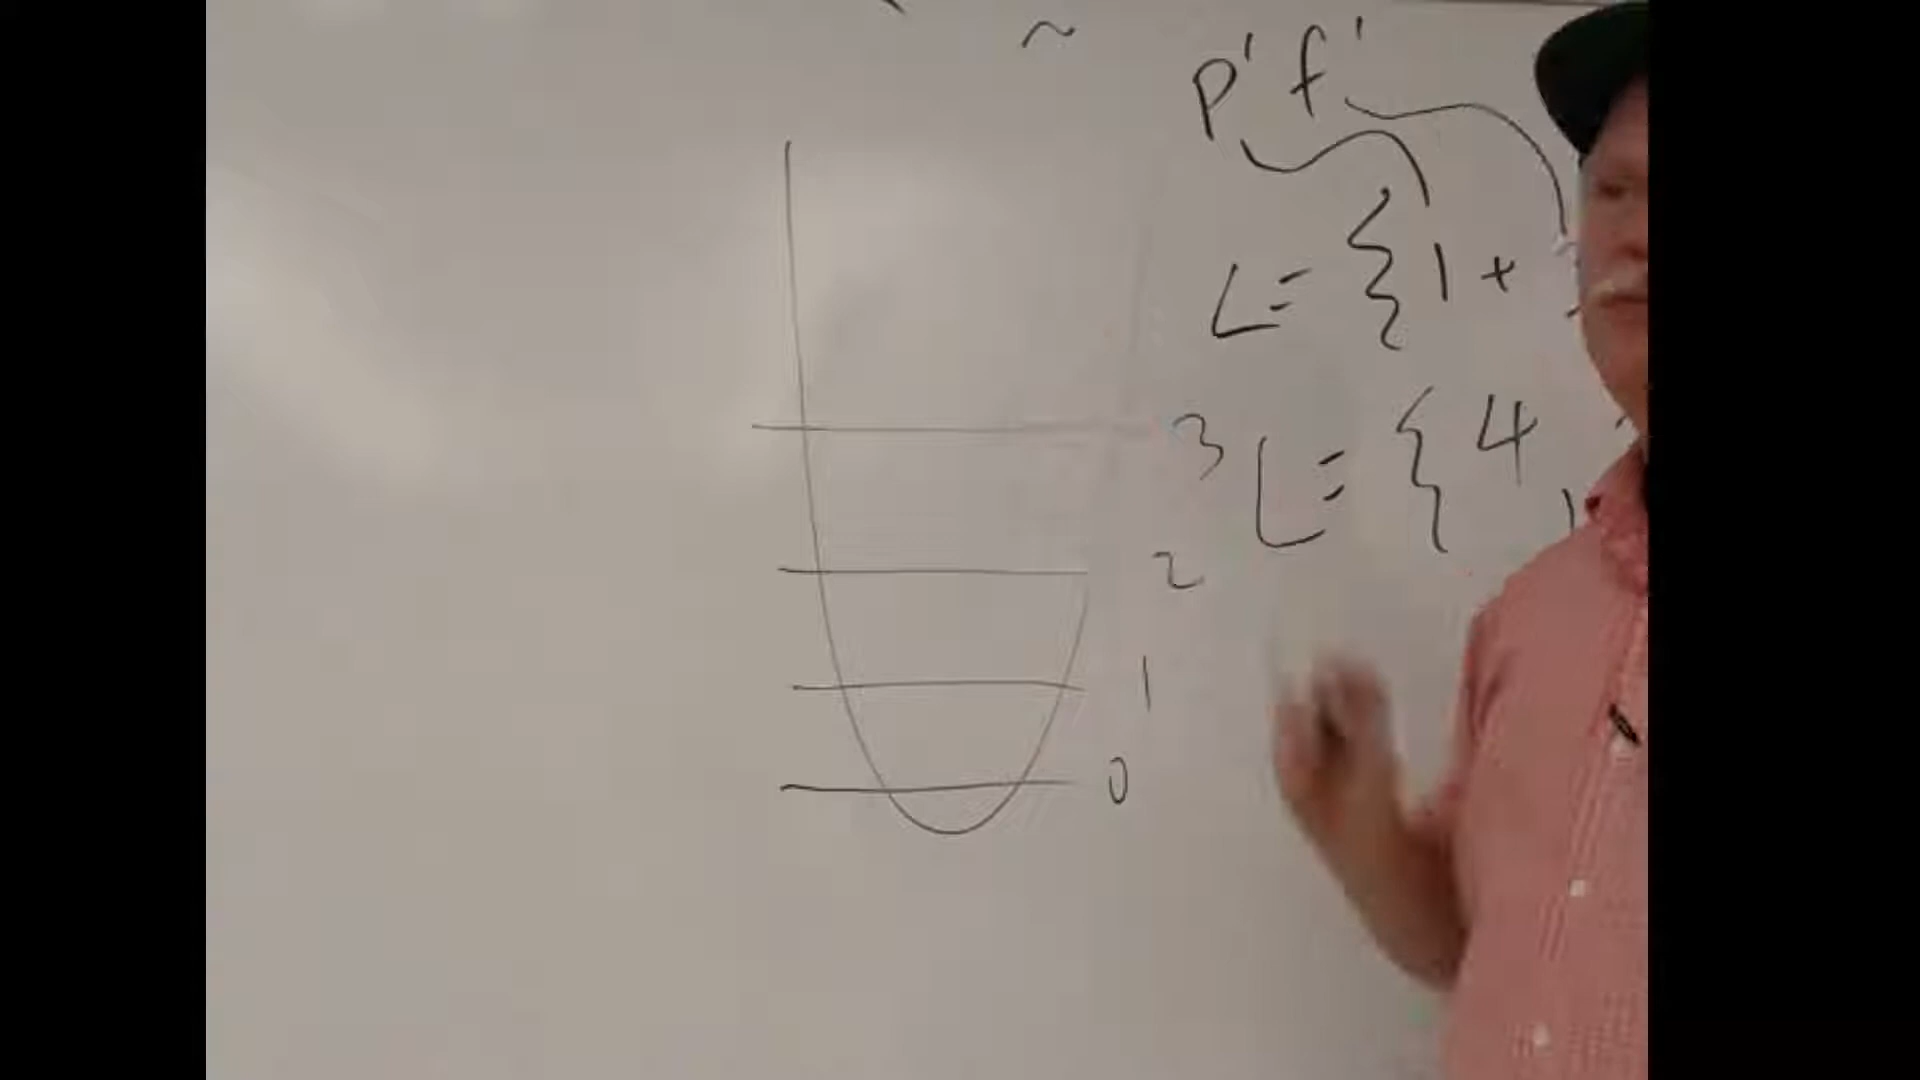 ~
p' f'
L = { 1 +
3
L = { 4
2
1
0